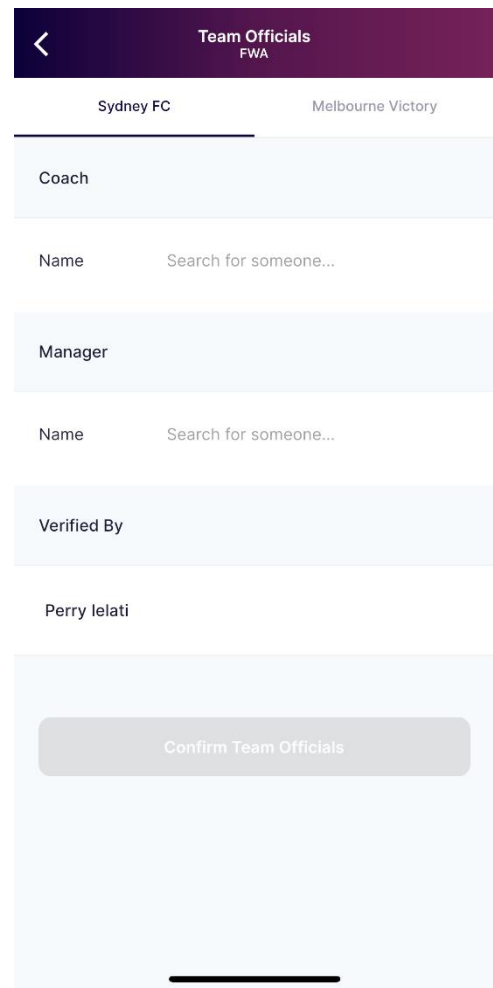 Team Officials
FWA
Sydney FC
Melbourne Victory
Coach
Name
Search for someone...
Manager
Name
Search for someone...
Verified By
Perry Ielati
Confirm Team Officials